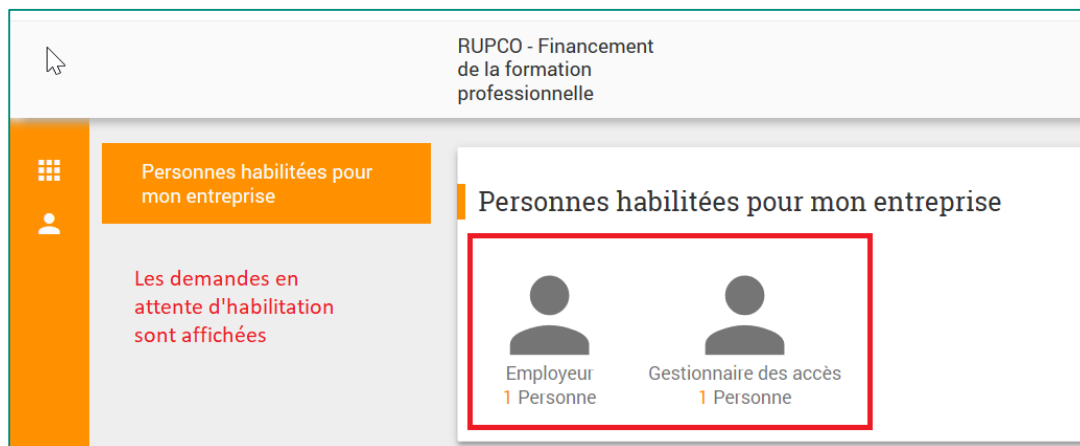 RUPCO - Financement
de la formation
professionnelle
Personnes habilitées pour
mon entreprise
Les demandes en
attente d'habilitation
sont affichées
Personnes habilitées pour mon entreprise
Employeur
1 Personne
Gestionnaire des accès
1 Personne